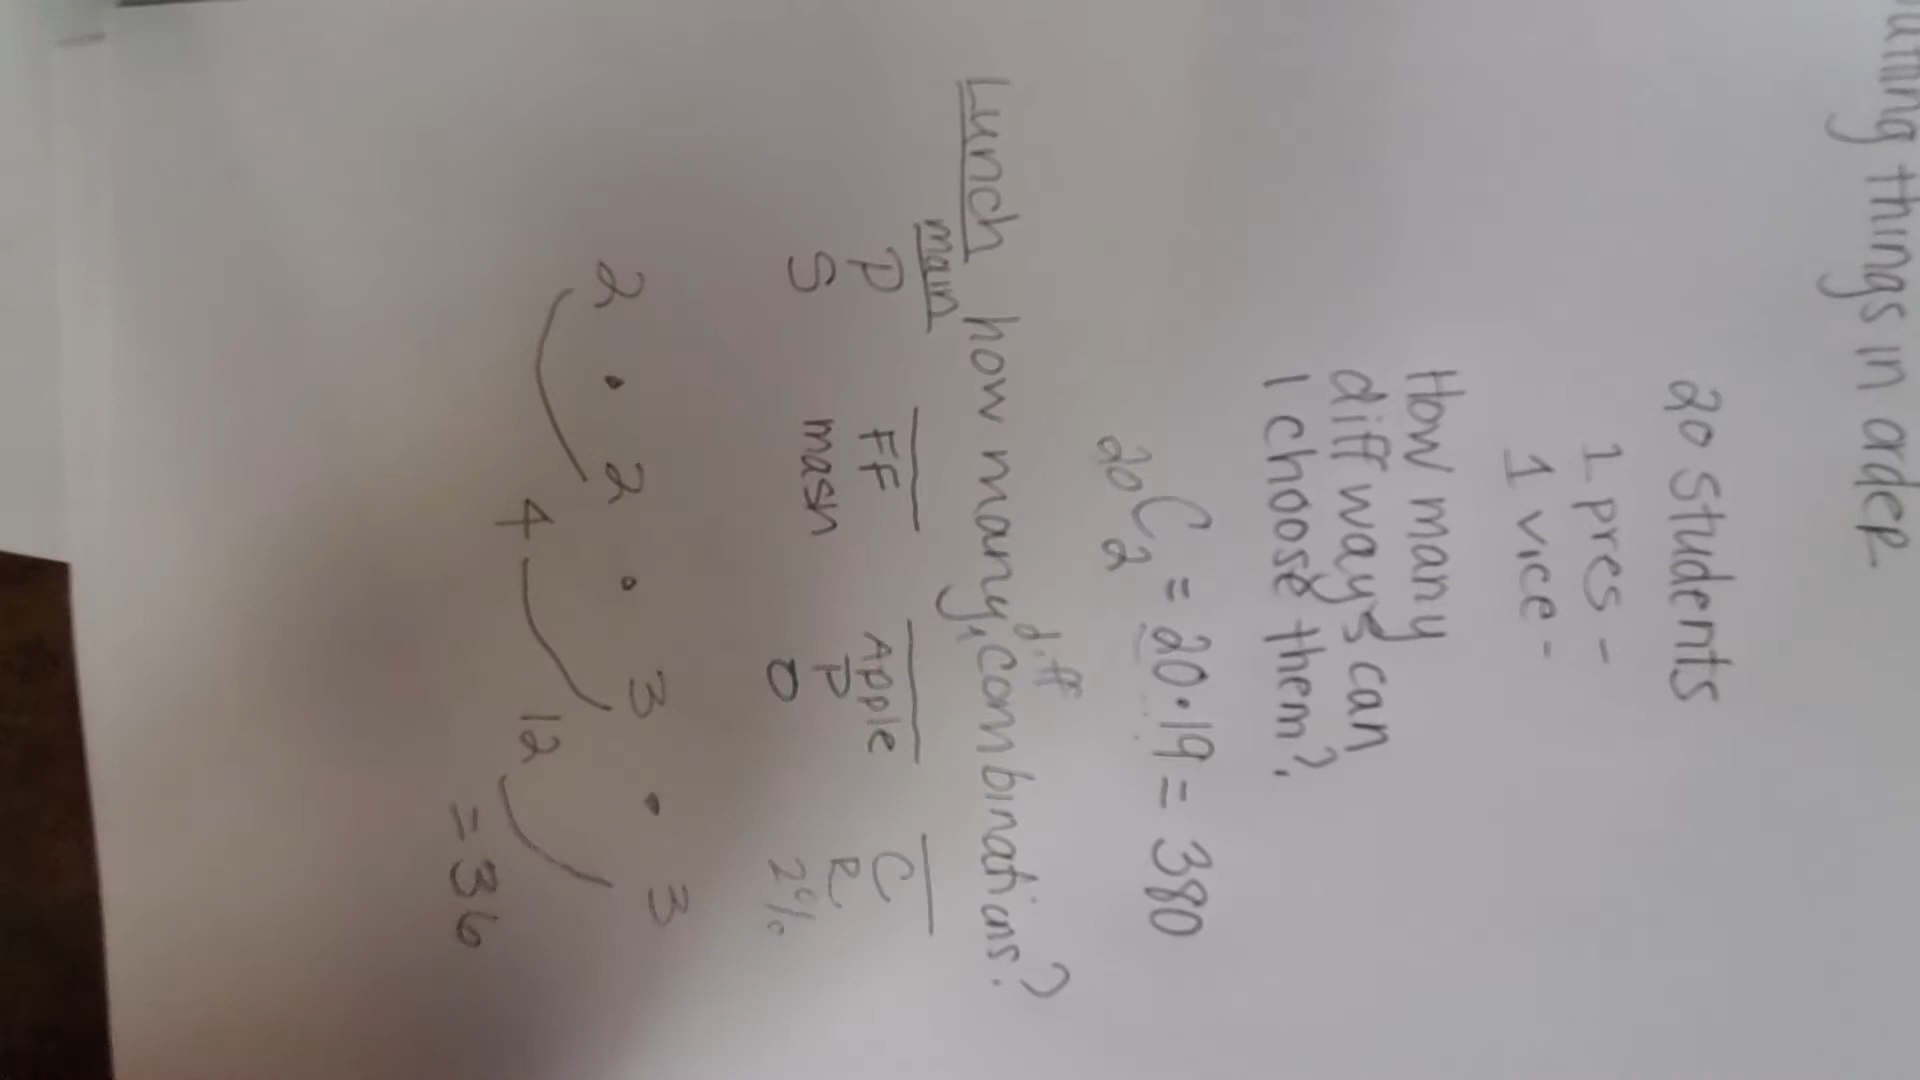 things in order
20 students
1 pres -
1 vice -
How many
diff ways can
I choose them?
20C2 = 20·19 = 380
Lunch how many diff combinations?
main
P FF Apple C
S mash P R
O 2%
2 · 2 · 3 · 3
4 12
= 36